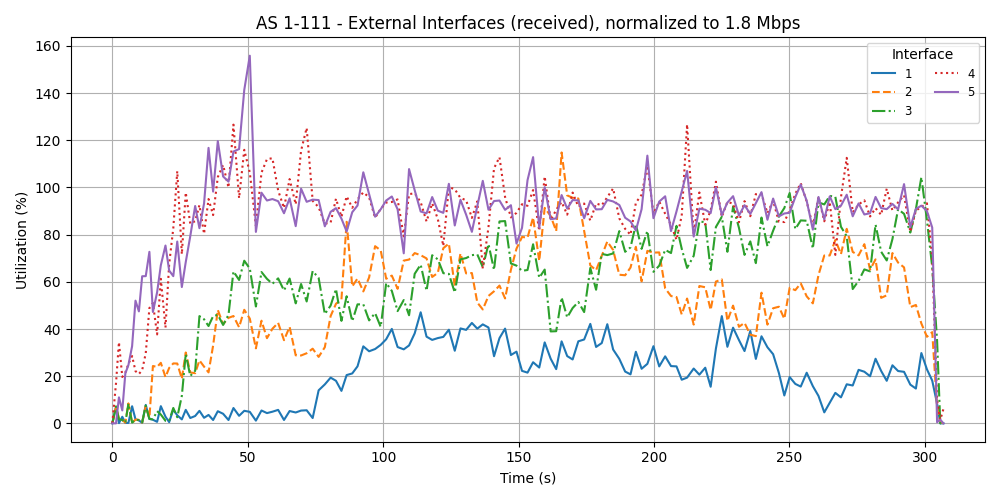 AS 1-111 - External Interfaces (received), normalized to 1.8 Mbps
Interface
1
2
3
4
5
Utilization (%)
160
140
120
100
80
60
40
20
0
0 50 100 150 200 250 300
Time (s)